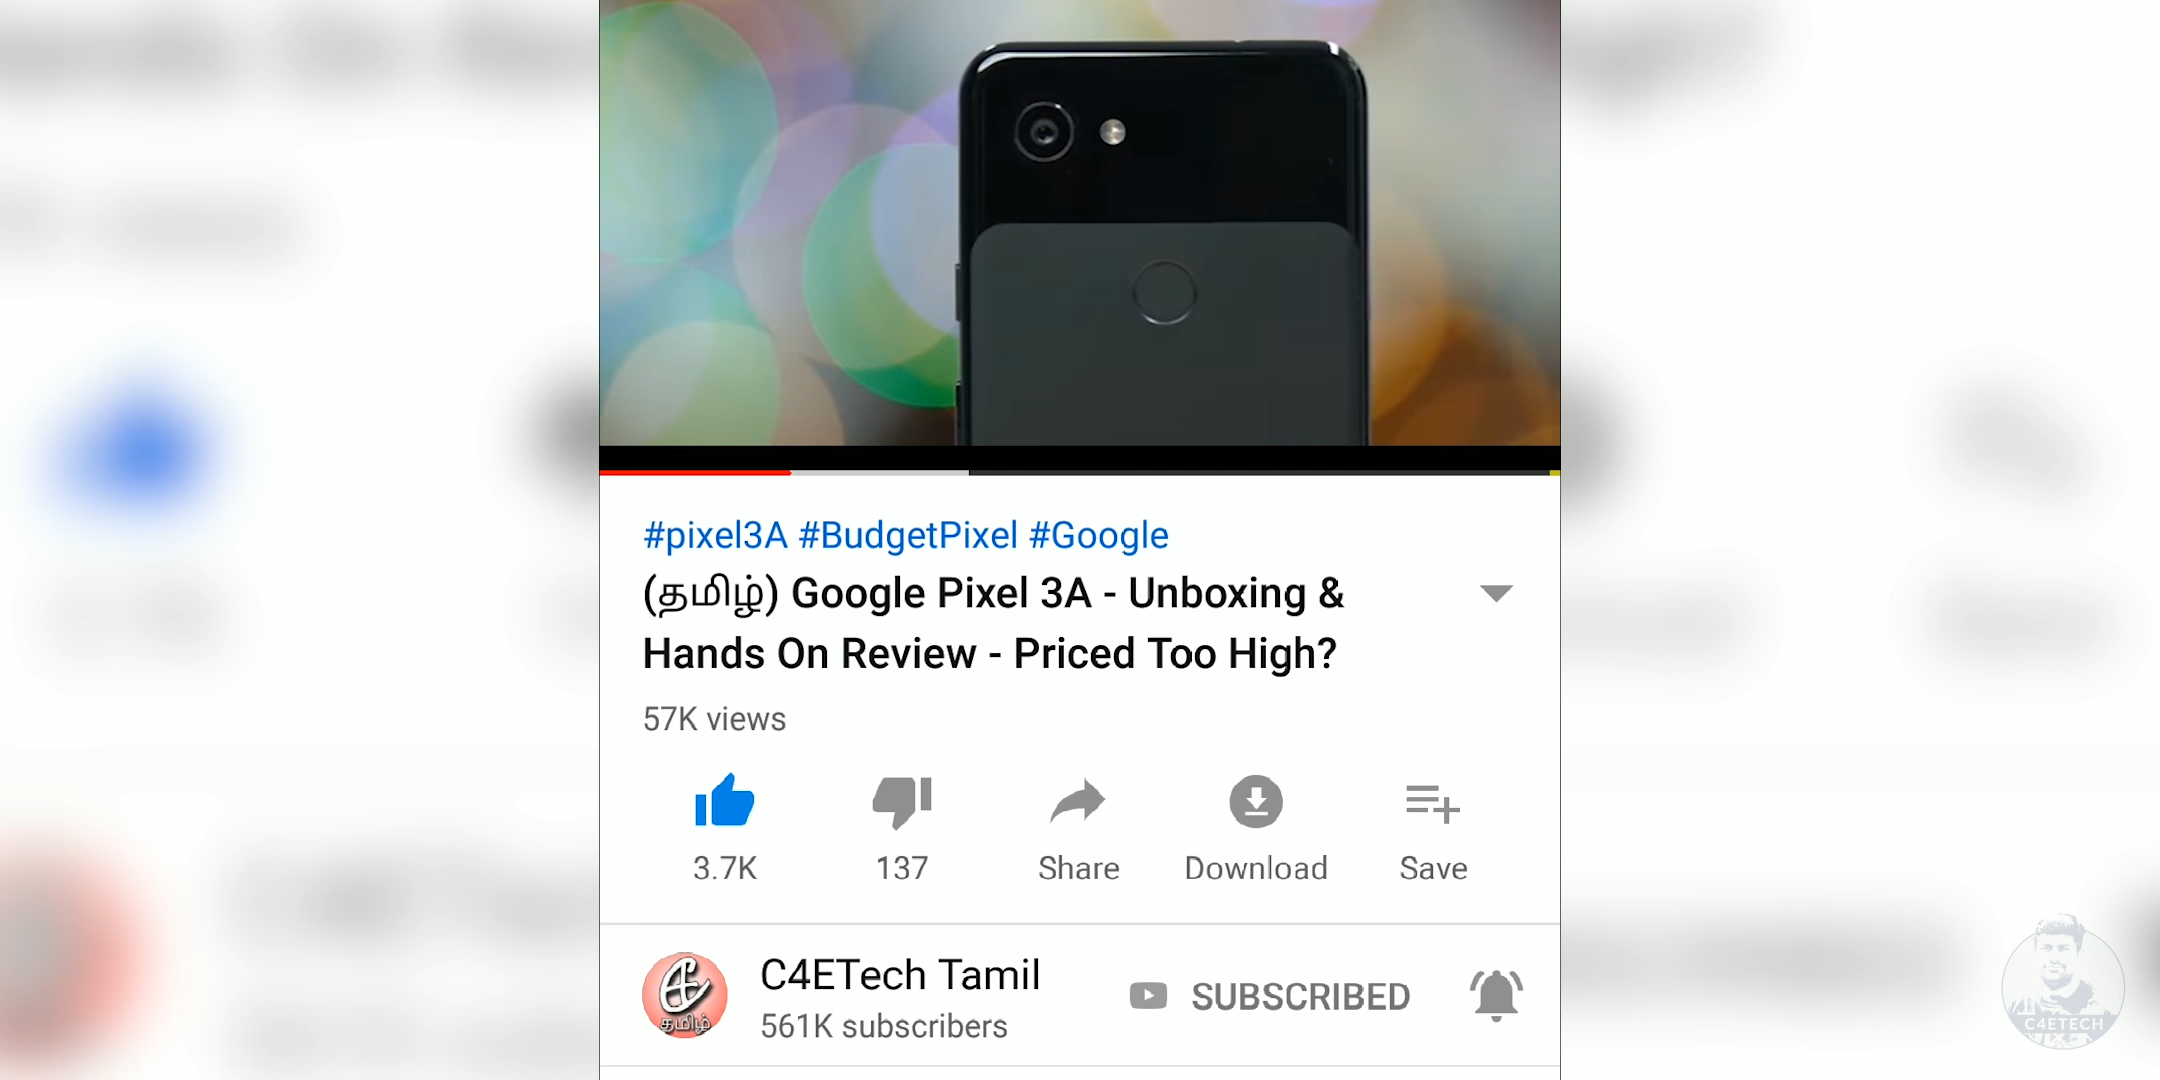 #pixel3A #BudgetPixel #Google
(தமிழ்) Google Pixel 3A - Unboxing &
Hands On Review - Priced Too High?
57K views
3.7K
137
Share
Download
Save
தமிழ்
C4ETech Tamil
561K subscribers
SUBSCRIBED
C4ETECH